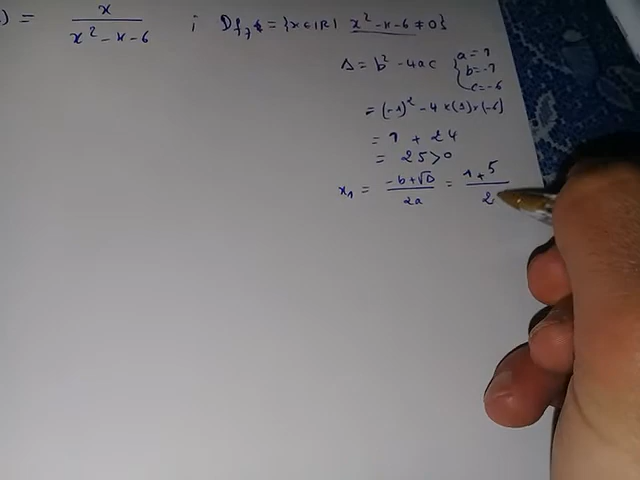 ) = x / (x² - x - 6) ; Df,₂ = {x ∈ IR | x² - x - 6 ≠ 0}
Δ = b² - 4ac { a = 1 b = -1 c = -6
= (-1)² - 4 × (1) × (-6)
= 1 + 24
= 25 > 0
x₁ = (-b + √Δ) / 2a = (1 + 5) / 2